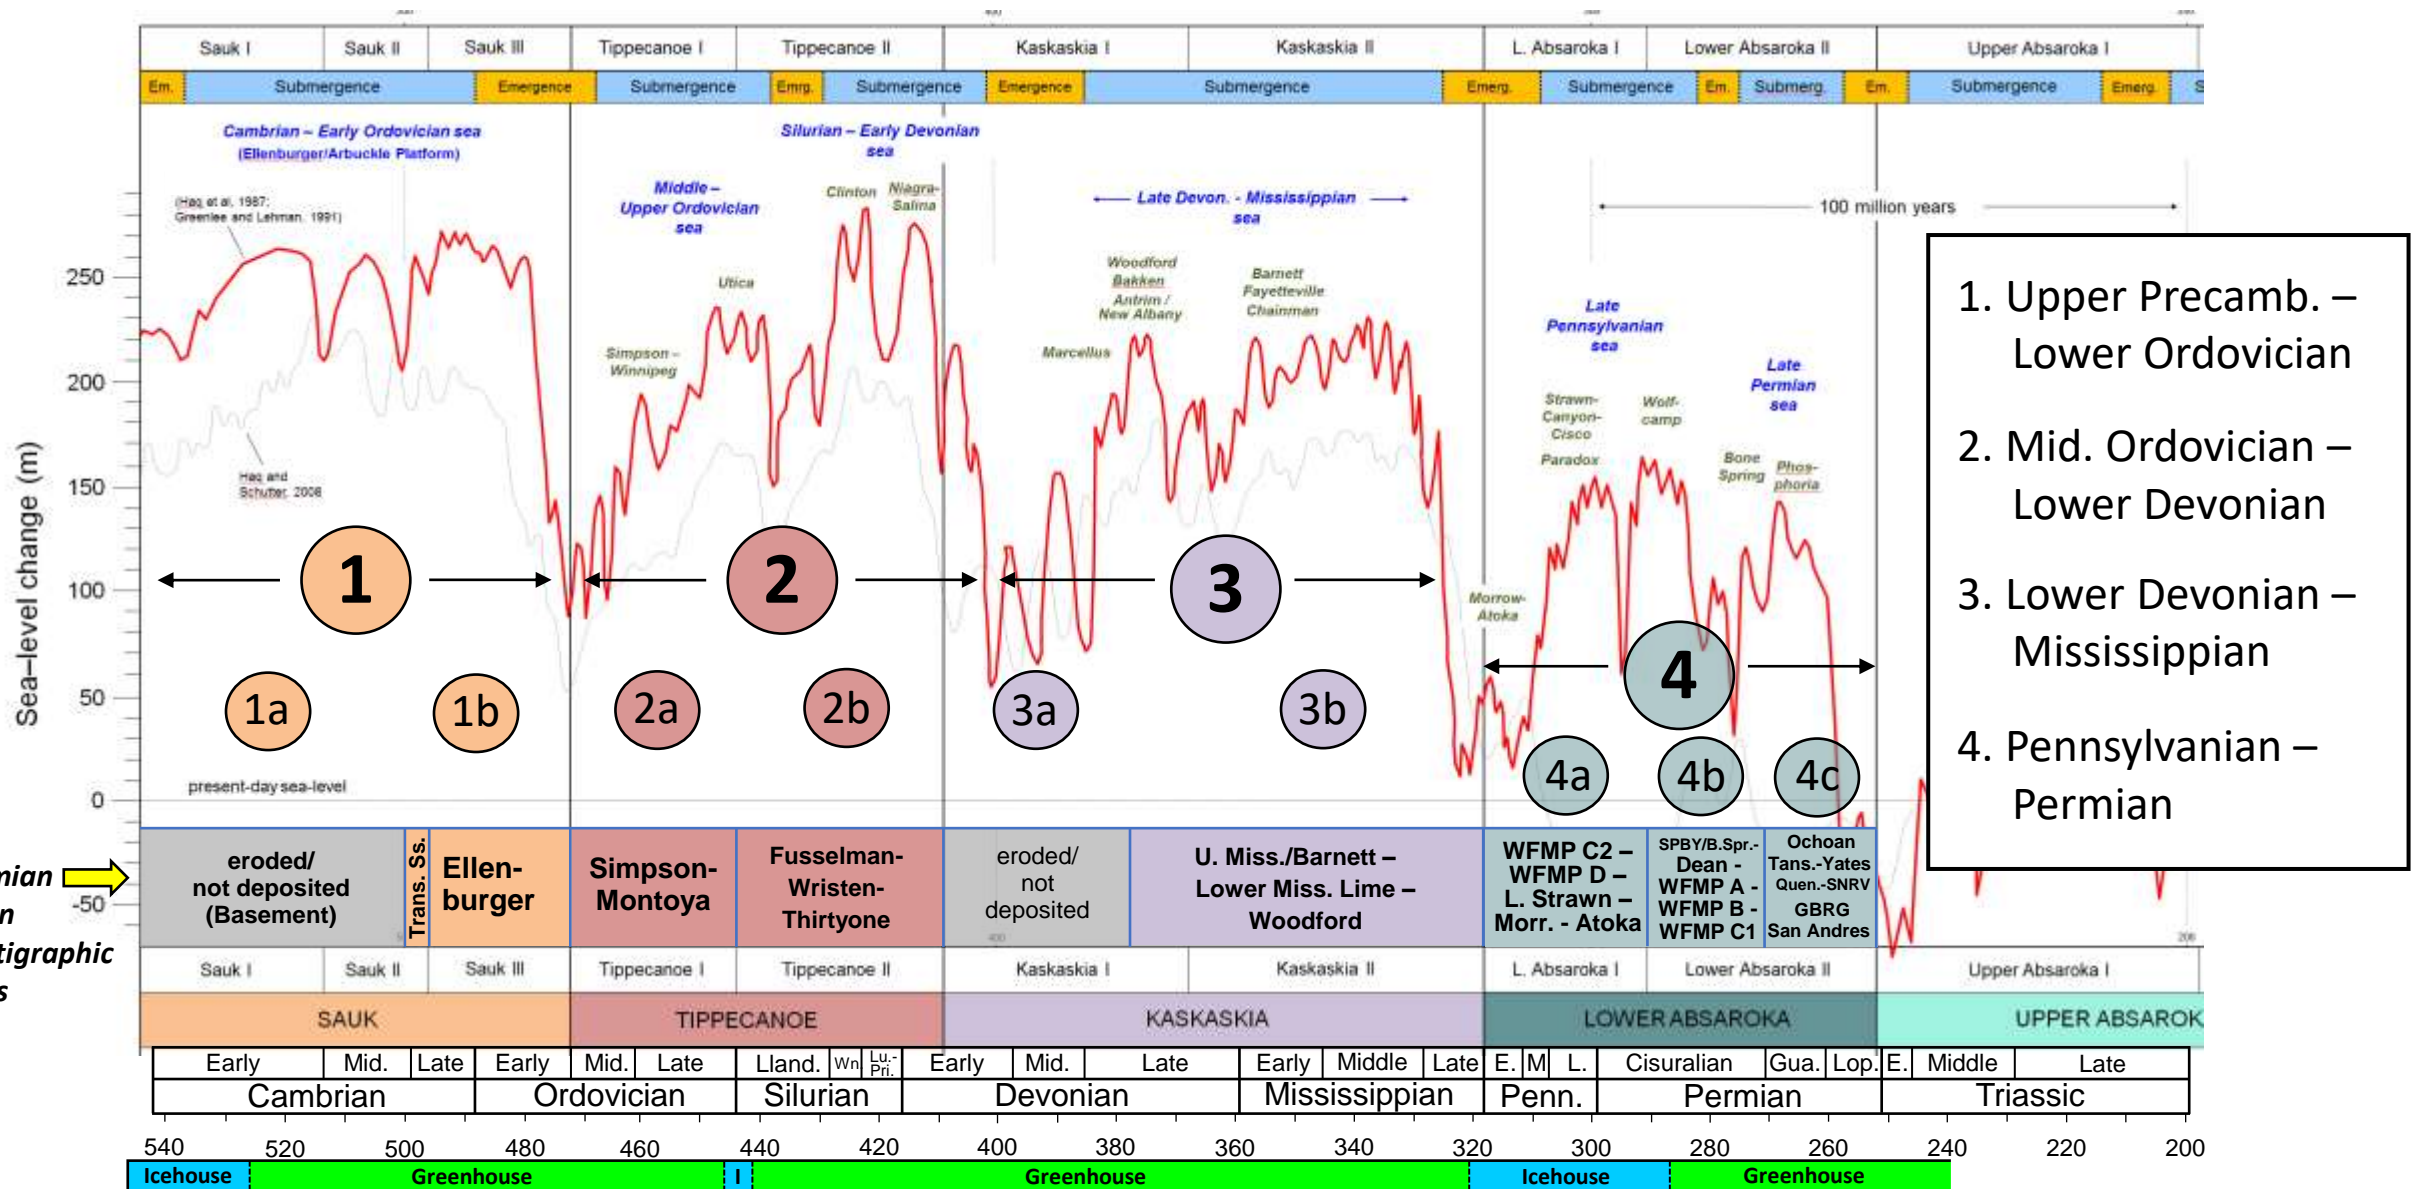 Sauk I
Sauk II
Sauk III
Tippecanoe I
Tippecanoe II
Kaskaskia I
Kaskaskia II
L. Absaroka I
Lower Absaroka II
Upper Absaroka I
Em.
Submergence
Emergence
Submergence
Emrg.
Submergence
Emergence
Submergence
Emerg.
Submergence
Em.
Submerg.
Em.
Submergence
Emerg.
S
Cambrian – Early Ordovician sea
(Ellenburger/Arbuckle Platform)
Silurian – Early Devonian
sea
Middle –
Upper Ordovician
sea
Clinton
Niagra-
Salina
Late Devon. - Mississippian
sea
100 million years
(Haq et al, 1987;
Greenlee and Lehman, 1991)
Utica
Simpson –
Winnipeg
Woodford
Bakken
Antrim /
New Albany
Marcellus
Barnett
Fayetteville
Chainman
Late
Pennsylvanian
sea
Late
Permian
sea
Strawn-
Canyon-
Cisco
Paradox
Wolf-
camp
Bone
Spring
Phos-
phoria
Morrow-
Atoka
Haq and
Schutter, 2008
Sea–level change (m)
250
200
150
100
50
0
-50
present-day sea-level
1
2
3
4
1a
1b
2a
2b
3a
3b
4a
4b
4c
1. Upper Precamb. –
Lower Ordovician
2. Mid. Ordovician –
Lower Devonian
3. Lower Devonian –
Mississippian
4. Pennsylvanian –
Permian
mian
n
tigraphic
s
eroded/
not deposited
(Basement)
Trans. Ss.
Ellen-
burger
Simpson-
Montoya
Fusselman-
Wristen-
Thirtyone
eroded/
not
deposited
U. Miss./Barnett –
Lower Miss. Lime –
Woodford
WFMP C2 –
WFMP D –
L. Strawn –
Morr. - Atoka
SPBY/B.Spr.-
Dean -
WFMP A -
WFMP B -
WFMP C1
Ochoan
Tans.-Yates
Quen.-SNRV
GBRG
San Andres
400
200
Sauk I
Sauk II
Sauk III
Tippecanoe I
Tippecanoe II
Kaskaskia I
Kaskaskia II
L. Absaroka I
Lower Absaroka II
Upper Absaroka I
SAUK
TIPPECANOE
KASKASKIA
LOWER ABSAROKA
UPPER ABSAROK
Early
Mid.
Late
Early
Mid.
Late
Lland.
Wn.
Lu.-
Pri.
Early
Mid.
Late
Early
Middle
Late
E.
M
L.
Cisuralian
Gua.
Lop.
E.
Middle
Late
Cambrian
Ordovician
Silurian
Devonian
Mississippian
Penn.
Permian
Triassic
540 520 500 480 460 440 420 400 380 360 340 320 300 280 260 240 220 200
Icehouse
Greenhouse
I
Greenhouse
Icehouse
Greenhouse